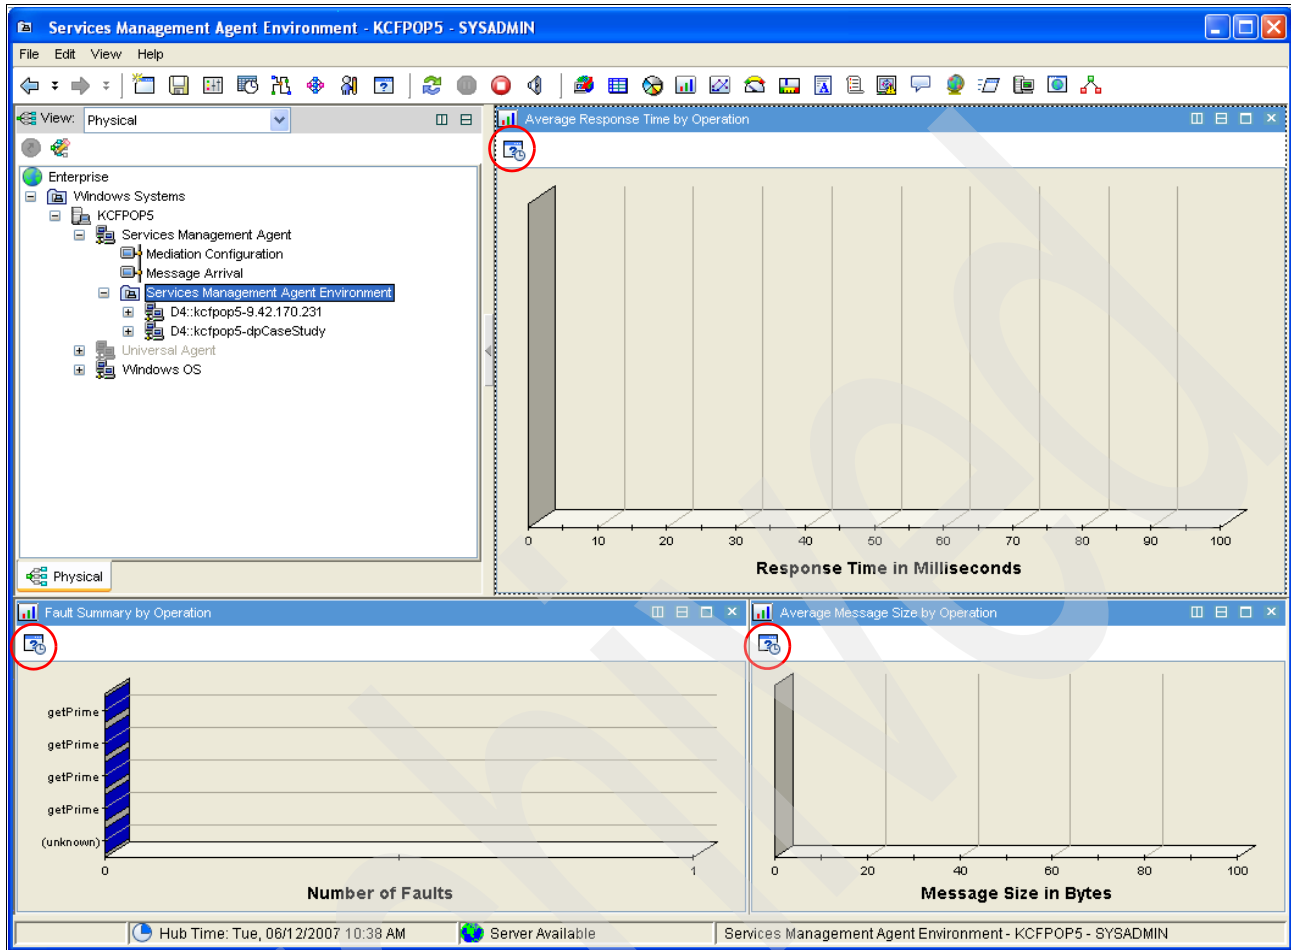 Services Management Agent Environment - KCFPOP5 - SYSADMIN
File Edit View Help
View: Physical
Enterprise
Windows Systems
KCFPOP5
Services Management Agent
Mediation Configuration
Message Arrival
Services Management Agent Environment
D4::kcfpop5-9.42.170.231
D4::kcfpop5-dpCaseStudy
Universal Agent
Windows OS
Physical
Average Response Time by Operation
0 10 20 30 40 50 60 70 80 90 100
Response Time in Milliseconds
Fault Summary by Operation
getPrime
getPrime
getPrime
getPrime
(unknown)
0 1
Number of Faults
Average Message Size by Operation
0 20 40 60 80 100
Message Size in Bytes
Hub Time: Tue, 06/12/2007 10:38 AM
Server Available
Services Management Agent Environment - KCFPOP5 - SYSADMIN